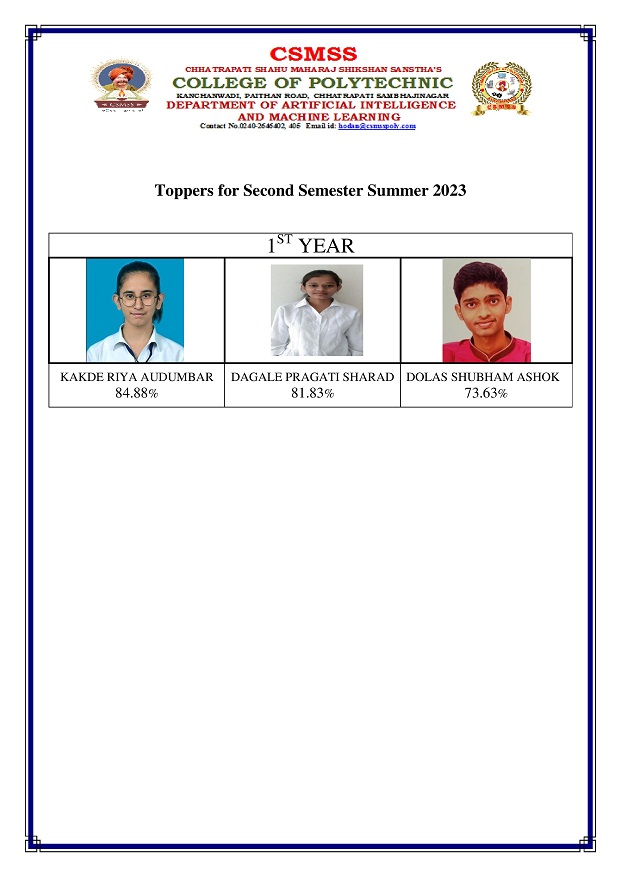 CSMSS
CHHATRAPATI SHAHU MAHARAJ SHIKSHAN SANSTHA'S
COLLEGE OF POLYTECHNIC
KANCHANWADI, PAITHAN ROAD, CHHATRAPATI SAMBHAJINAGAR
DEPARTMENT OF ARTIFICIAL INTELLIGENCE
AND MACHINE LEARNING
Contact No.0240-2646402, 405 Email id: hodan@csmsspoly.com
CSMSS
CSMSS
Toppers for Second Semester Summer 2023
1ST YEAR
KAKDE RIYA AUDUMBAR
84.88%
DAGALE PRAGATI SHARAD
81.83%
DOLAS SHUBHAM ASHOK
73.63%